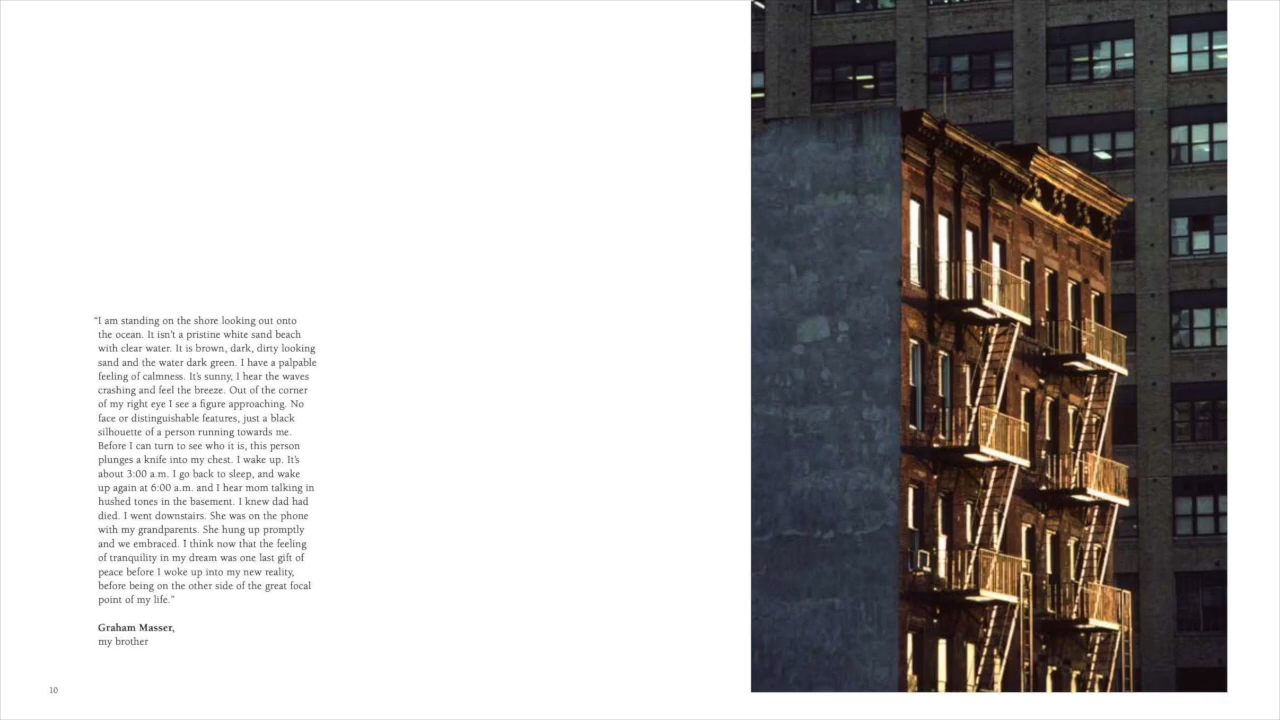 “I am standing on the shore looking out onto
the ocean. It isn’t a pristine white sand beach
with clear water. It is brown, dark, dirty looking
sand and the water dark green. I have a palpable
feeling of calmness. It’s sunny, I hear the waves
crashing and feel the breeze. Out of the corner
of my right eye I see a figure approaching. No
face or distinguishable features, just a black
silhouette of a person running towards me.
Before I can turn to see who it is, this person
plunges a knife into my chest. I wake up. It’s
about 3:00 a.m. I go back to sleep, and wake
up again at 6:00 a.m. and I hear mom talking in
hushed tones in the basement. I knew dad had
died. I went downstairs. She was on the phone
with my grandparents. She hung up promptly
and we embraced. I think now that the feeling
of tranquility in my dream was one last gift of
peace before I woke up into my new reality,
before being on the other side of the great focal
point of my life.”
Graham Masser,
my brother
10